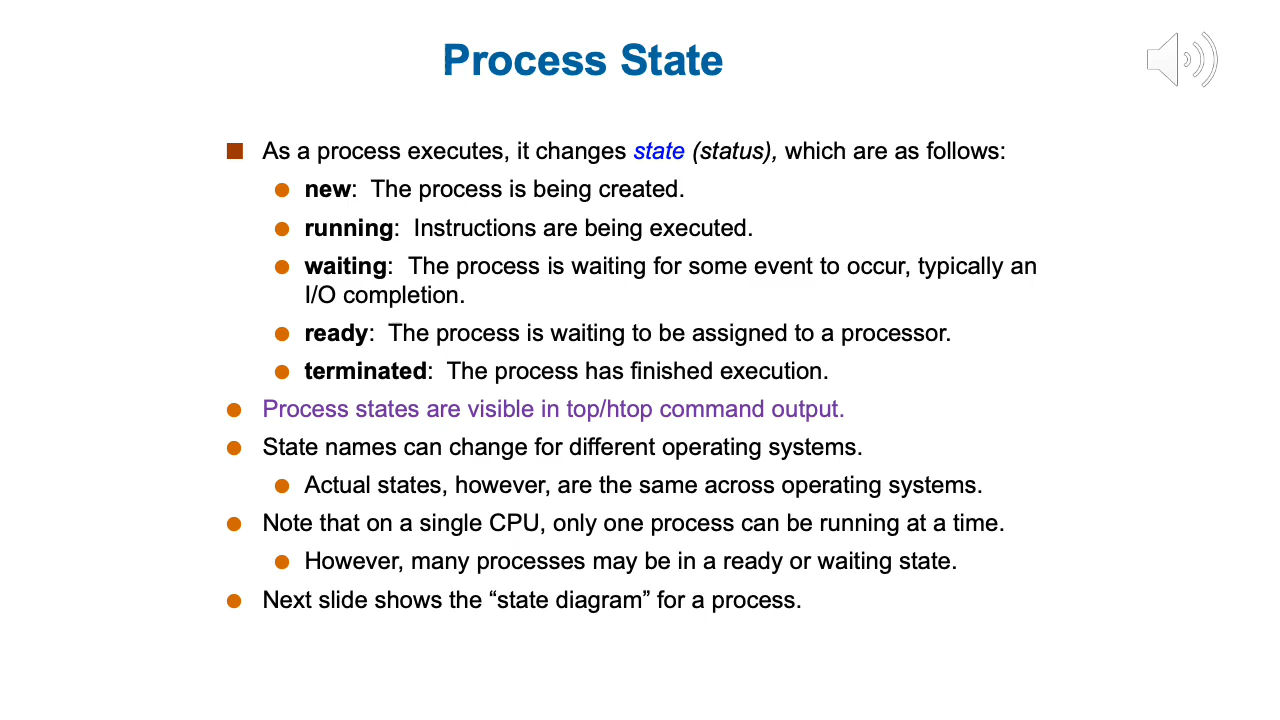 Process State
As a process executes, it changes state (status), which are as follows:
new: The process is being created.
running: Instructions are being executed.
waiting: The process is waiting for some event to occur, typically an
I/O completion.
ready: The process is waiting to be assigned to a processor.
terminated: The process has finished execution.
Process states are visible in top/htop command output.
State names can change for different operating systems.
Actual states, however, are the same across operating systems.
Note that on a single CPU, only one process can be running at a time.
However, many processes may be in a ready or waiting state.
Next slide shows the “state diagram” for a process.